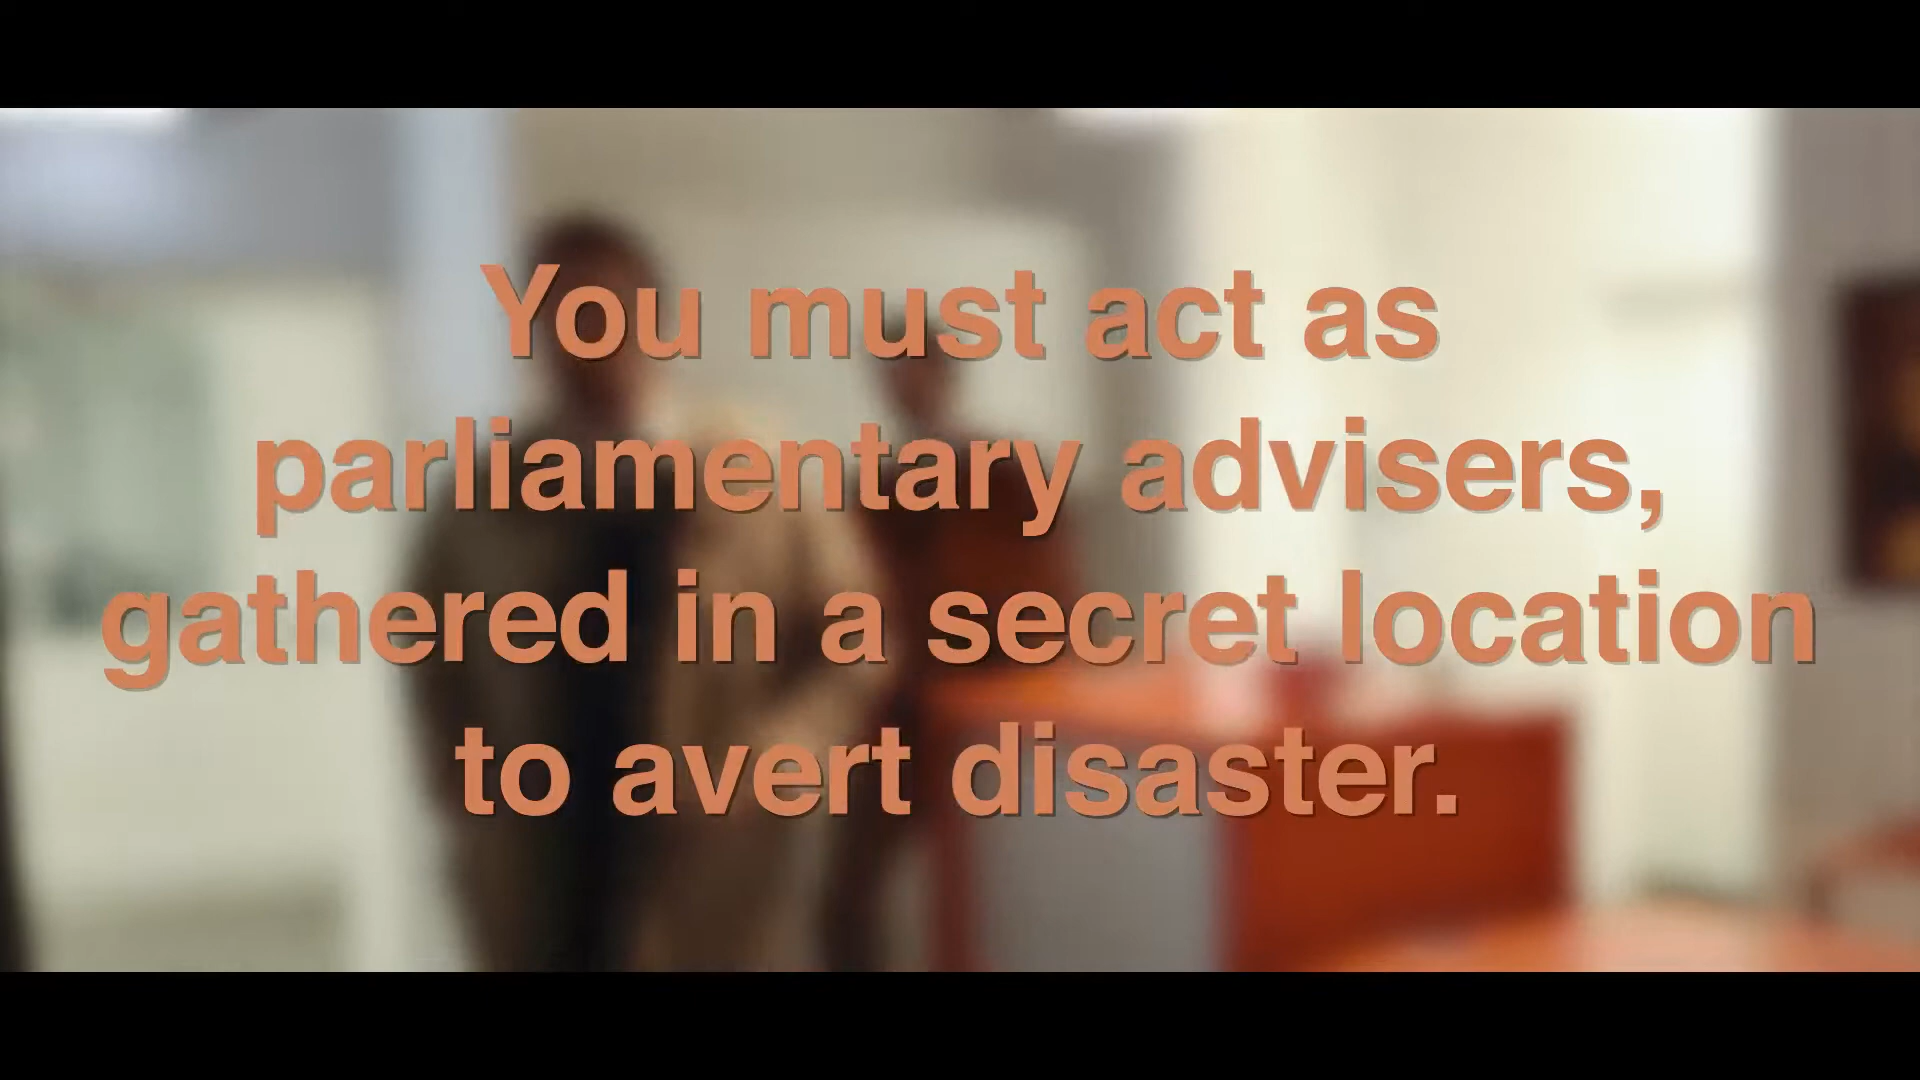 You must act as
parliamentary advisers,
gathered in a secret location
to avert disaster.